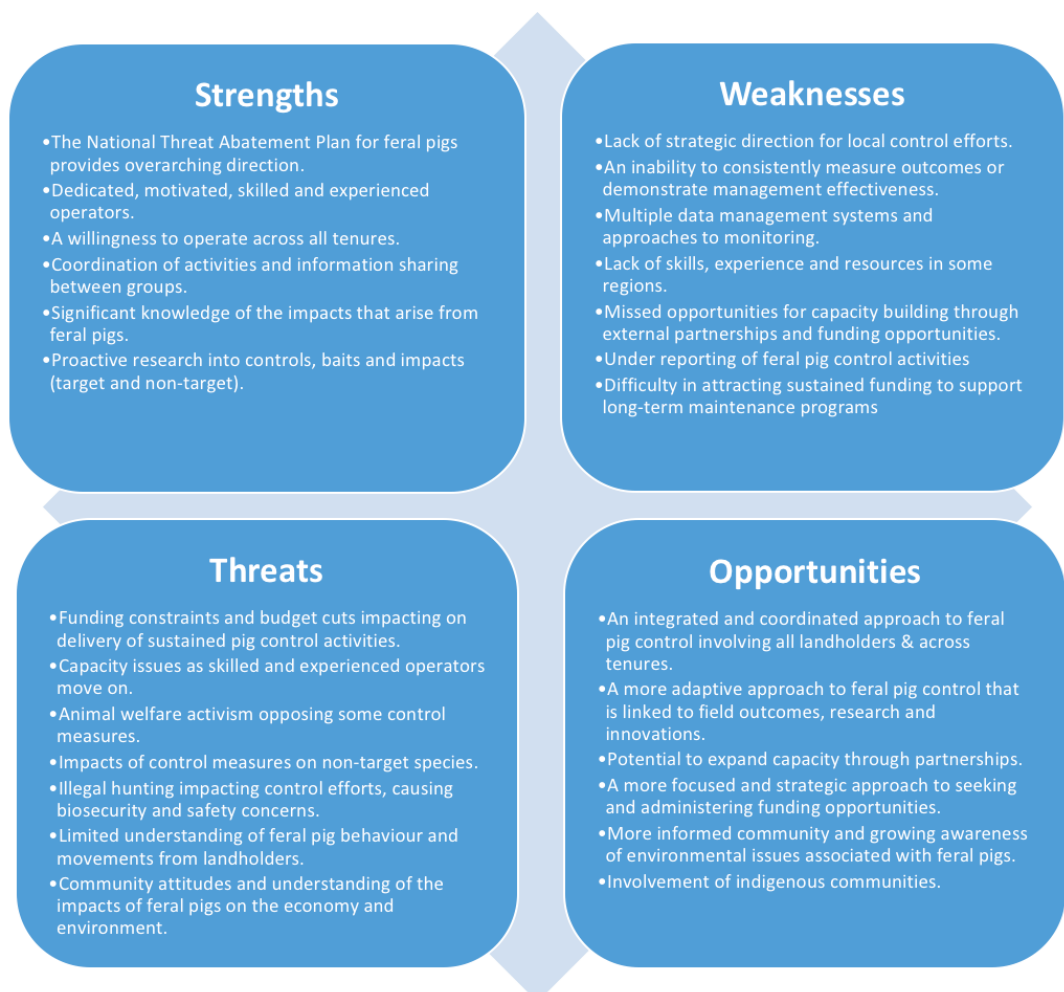 Strengths
•The National Threat Abatement Plan for feral pigs
provides overarching direction.
•Dedicated, motivated, skilled and experienced
operators.
•A willingness to operate across all tenures.
•Coordination of activities and information sharing
between groups.
•Significant knowledge of the impacts that arise from
feral pigs.
•Proactive research into controls, baits and impacts
(target and non-target).
Weaknesses
•Lack of strategic direction for local control efforts.
•An inability to consistently measure outcomes or
demonstrate management effectiveness.
•Multiple data management systems and
approaches to monitoring.
•Lack of skills, experience and resources in some
regions.
•Missed opportunities for capacity building through
external partnerships and funding opportunities.
•Under reporting of feral pig control activities
•Difficulty in attracting sustained funding to support
long-term maintenance programs
Threats
•Funding constraints and budget cuts impacting on
delivery of sustained pig control activities.
•Capacity issues as skilled and experienced operators
move on.
•Animal welfare activism opposing some control
measures.
•Impacts of control measures on non-target species.
•Illegal hunting impacting control efforts, causing
biosecurity and safety concerns.
•Limited understanding of feral pig behaviour and
movements from landholders.
•Community attitudes and understanding of the
impacts of feral pigs on the economy and
environment.
Opportunities
•An integrated and coordinated approach to feral
pig control involving all landholders & across
tenures.
•A more adaptive approach to feral pig control that
is linked to field outcomes, research and
innovations.
•Potential to expand capacity through partnerships.
•A more focused and strategic approach to seeking
and administering funding opportunities.
•More informed community and growing awareness
of environmental issues associated with feral pigs.
•Involvement of indigenous communities.